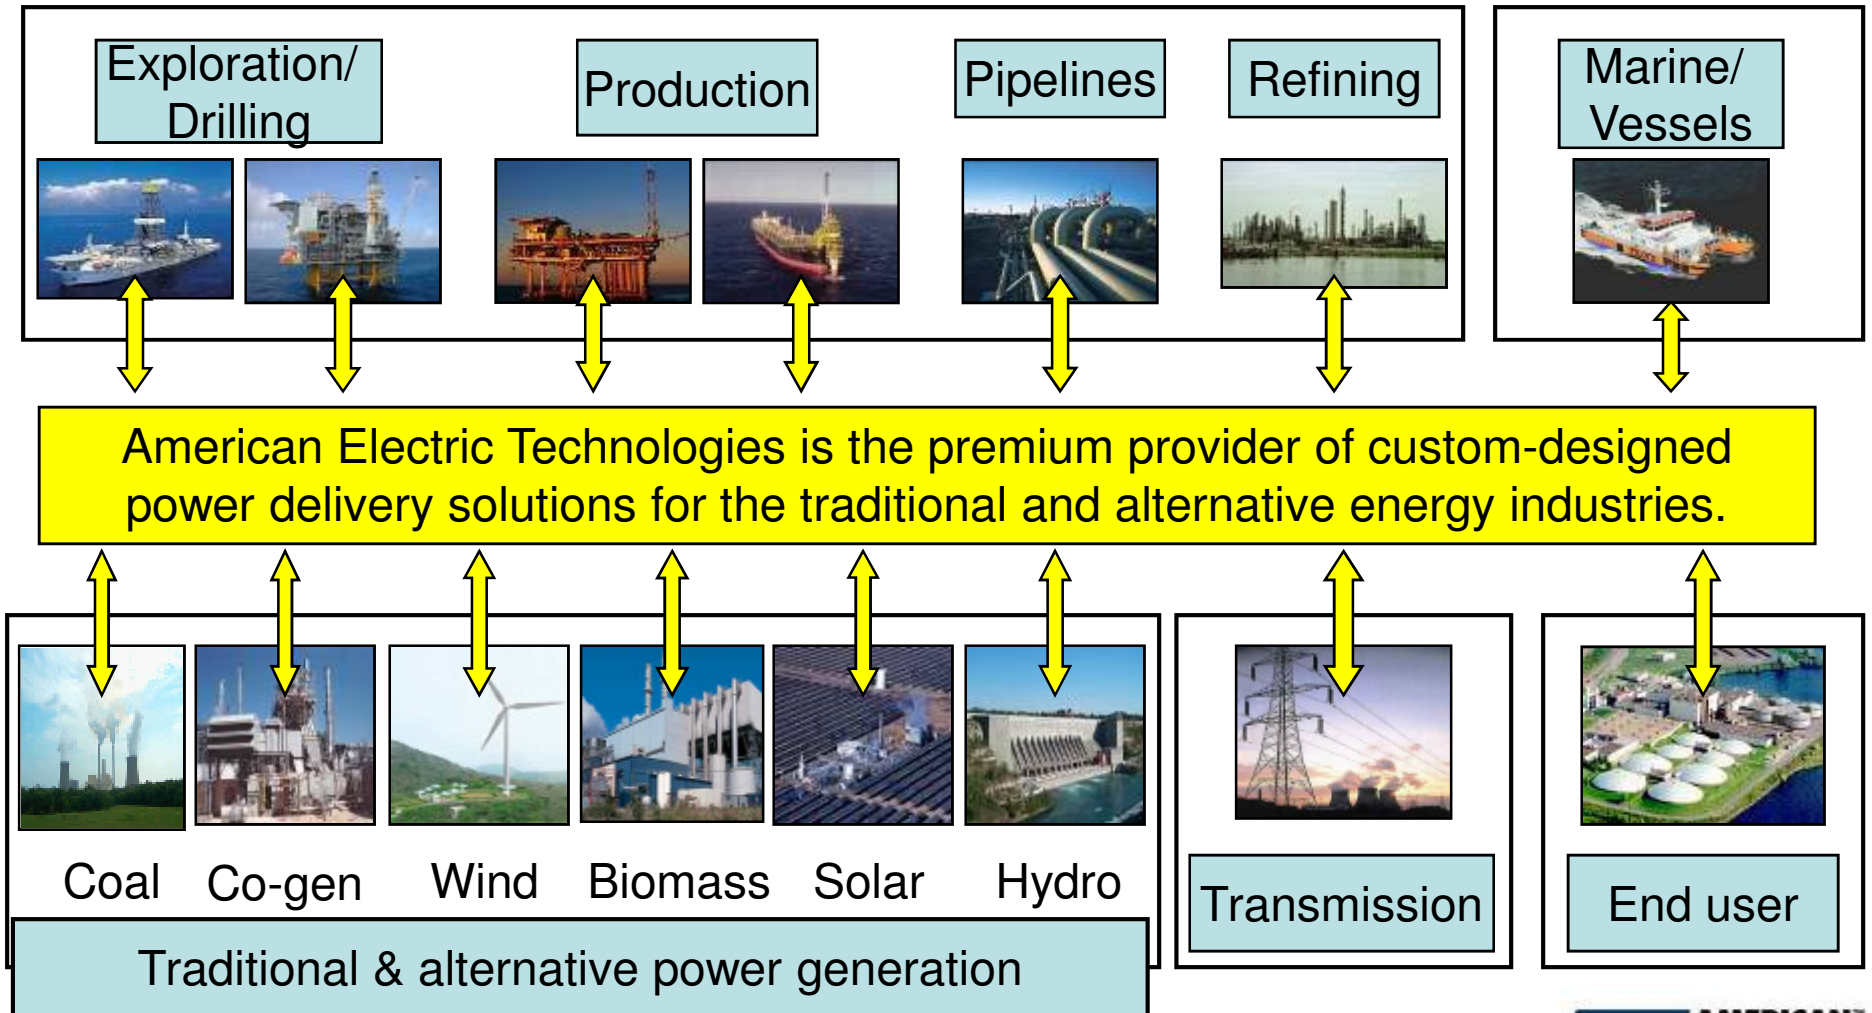 Exploration/
Drilling
Production
Pipelines
Refining
Marine/
Vessels
American Electric Technologies is the premium provider of custom-designed
power delivery solutions for the traditional and alternative energy industries.
Coal
Co-gen
Wind
Biomass
Solar
Hydro
Traditional & alternative power generation
Transmission
End user